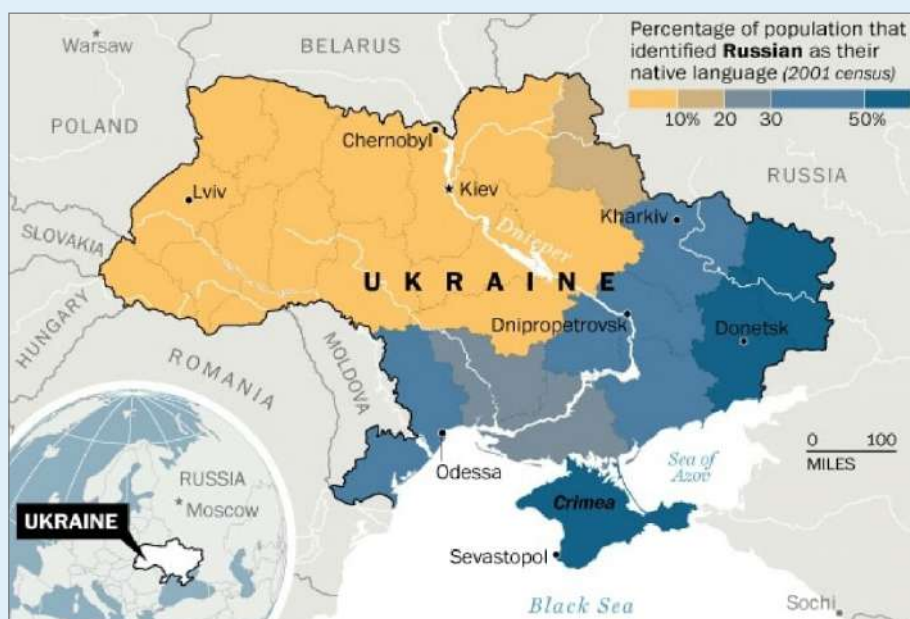 Percentage of population that
identified Russian as their
native language (2001 census)
10% 20 30 50%
Warsaw
BELARUS
POLAND
Chernobyl
RUSSIA
Lviv
Kiev
Kharkiv
SLOVAKIA
Dnieper
UKRAINE
HUNGARY
Dnipropetrovsk
Donetsk
MOLDOVA
ROMANIA
0 100
MILES
Sea of
Azov
Odessa
RUSSIA
Moscow
Crimea
UKRAINE
Sevastopol
Black Sea
Sochi